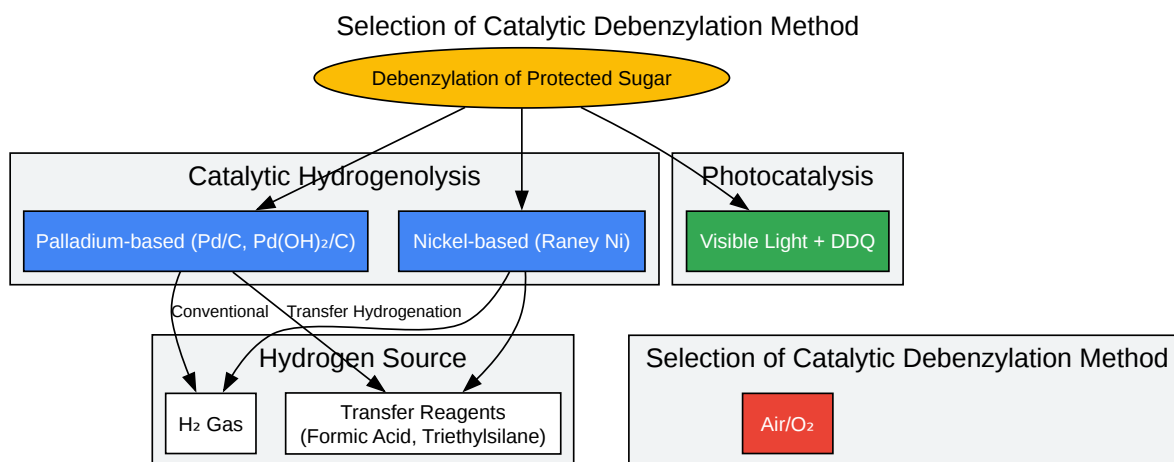 Selection of Catalytic Debenzylation Method
Debenzylation of Protected Sugar
Catalytic Hydrogenolysis
Photocatalysis
Palladium-based (Pd/C, Pd(OH)₂/C)
Nickel-based (Raney Ni)
Visible Light + DDQ
Conventional
Transfer Hydrogenation
Hydrogen Source
Selection of Catalytic Debenzylation Method
H₂ Gas
Transfer Reagents
(Formic Acid, Triethylsilane)
Air/O₂